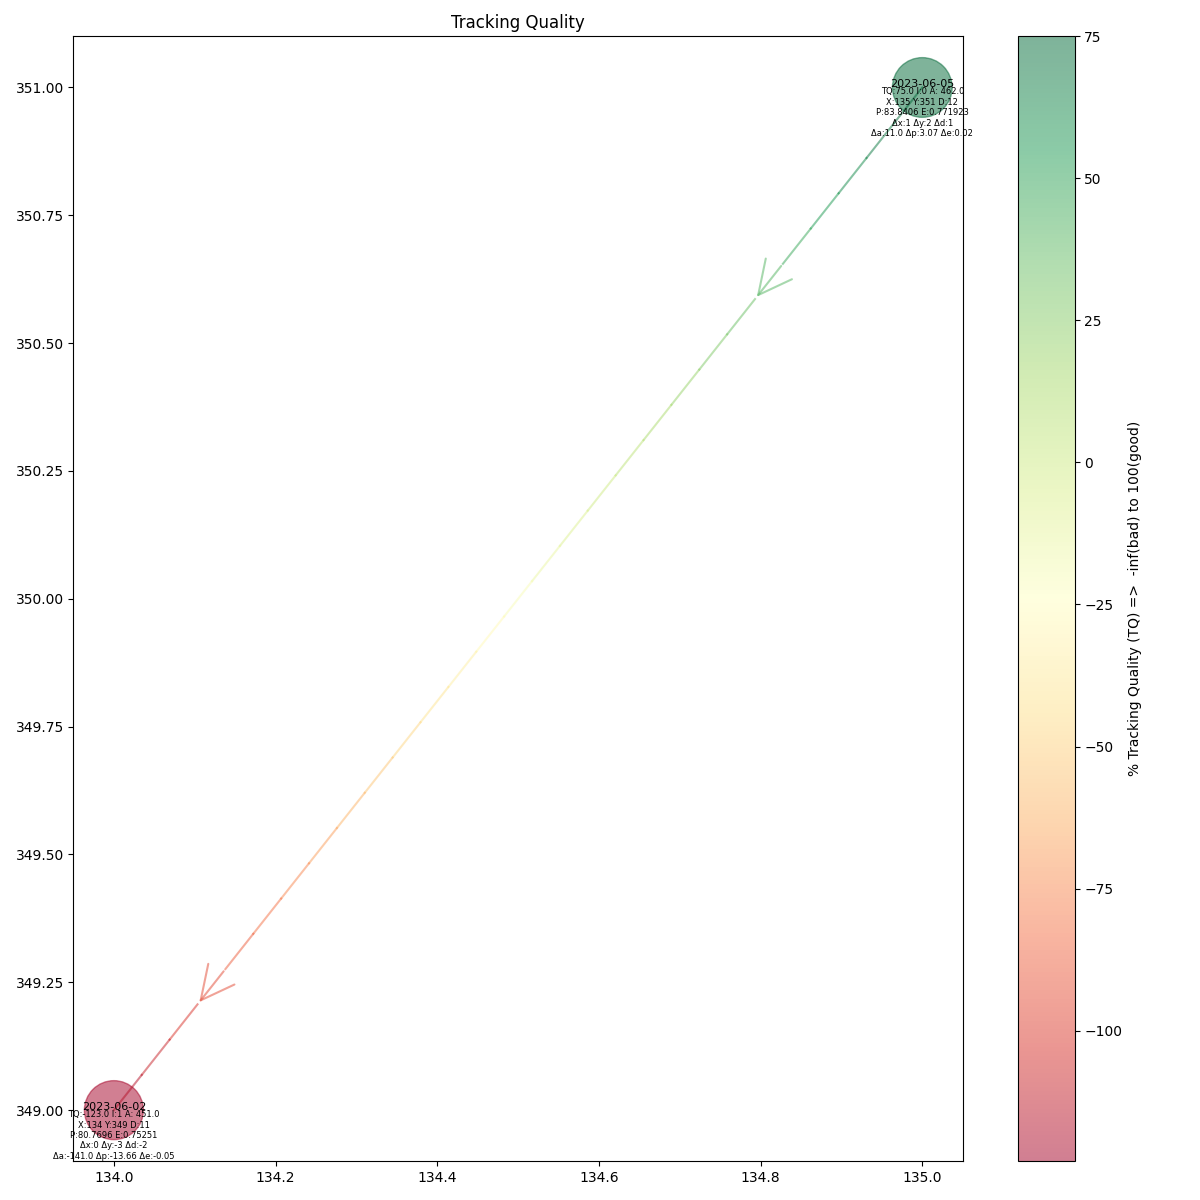 Tracking Quality
351.00
350.75
350.50
350.25
350.00
349.75
349.50
349.25
349.00
2023-06-05
TQ:75.0 I:0 A: 462.0
X:135 Y:351 D:12
P:83.8406 E:0.771923
Δx:1 Δy:2 Δd:1
Δa:11.0 Δp:3.07 Δe:0.02
2023-06-02
TQ:-123.0 I:1 A: 451.0
X:134 Y:349 D:11
P:80.7696 E:0.75251
Δx:0 Δy:-3 Δd:-2
Δa:-141.0 Δp:-13.66 Δe:-0.05
134.0 134.2 134.4 134.6 134.8 135.0
75
50
25
0
−25
−50
−75
−100
% Tracking Quality (TQ) => -inf(bad) to 100(good)